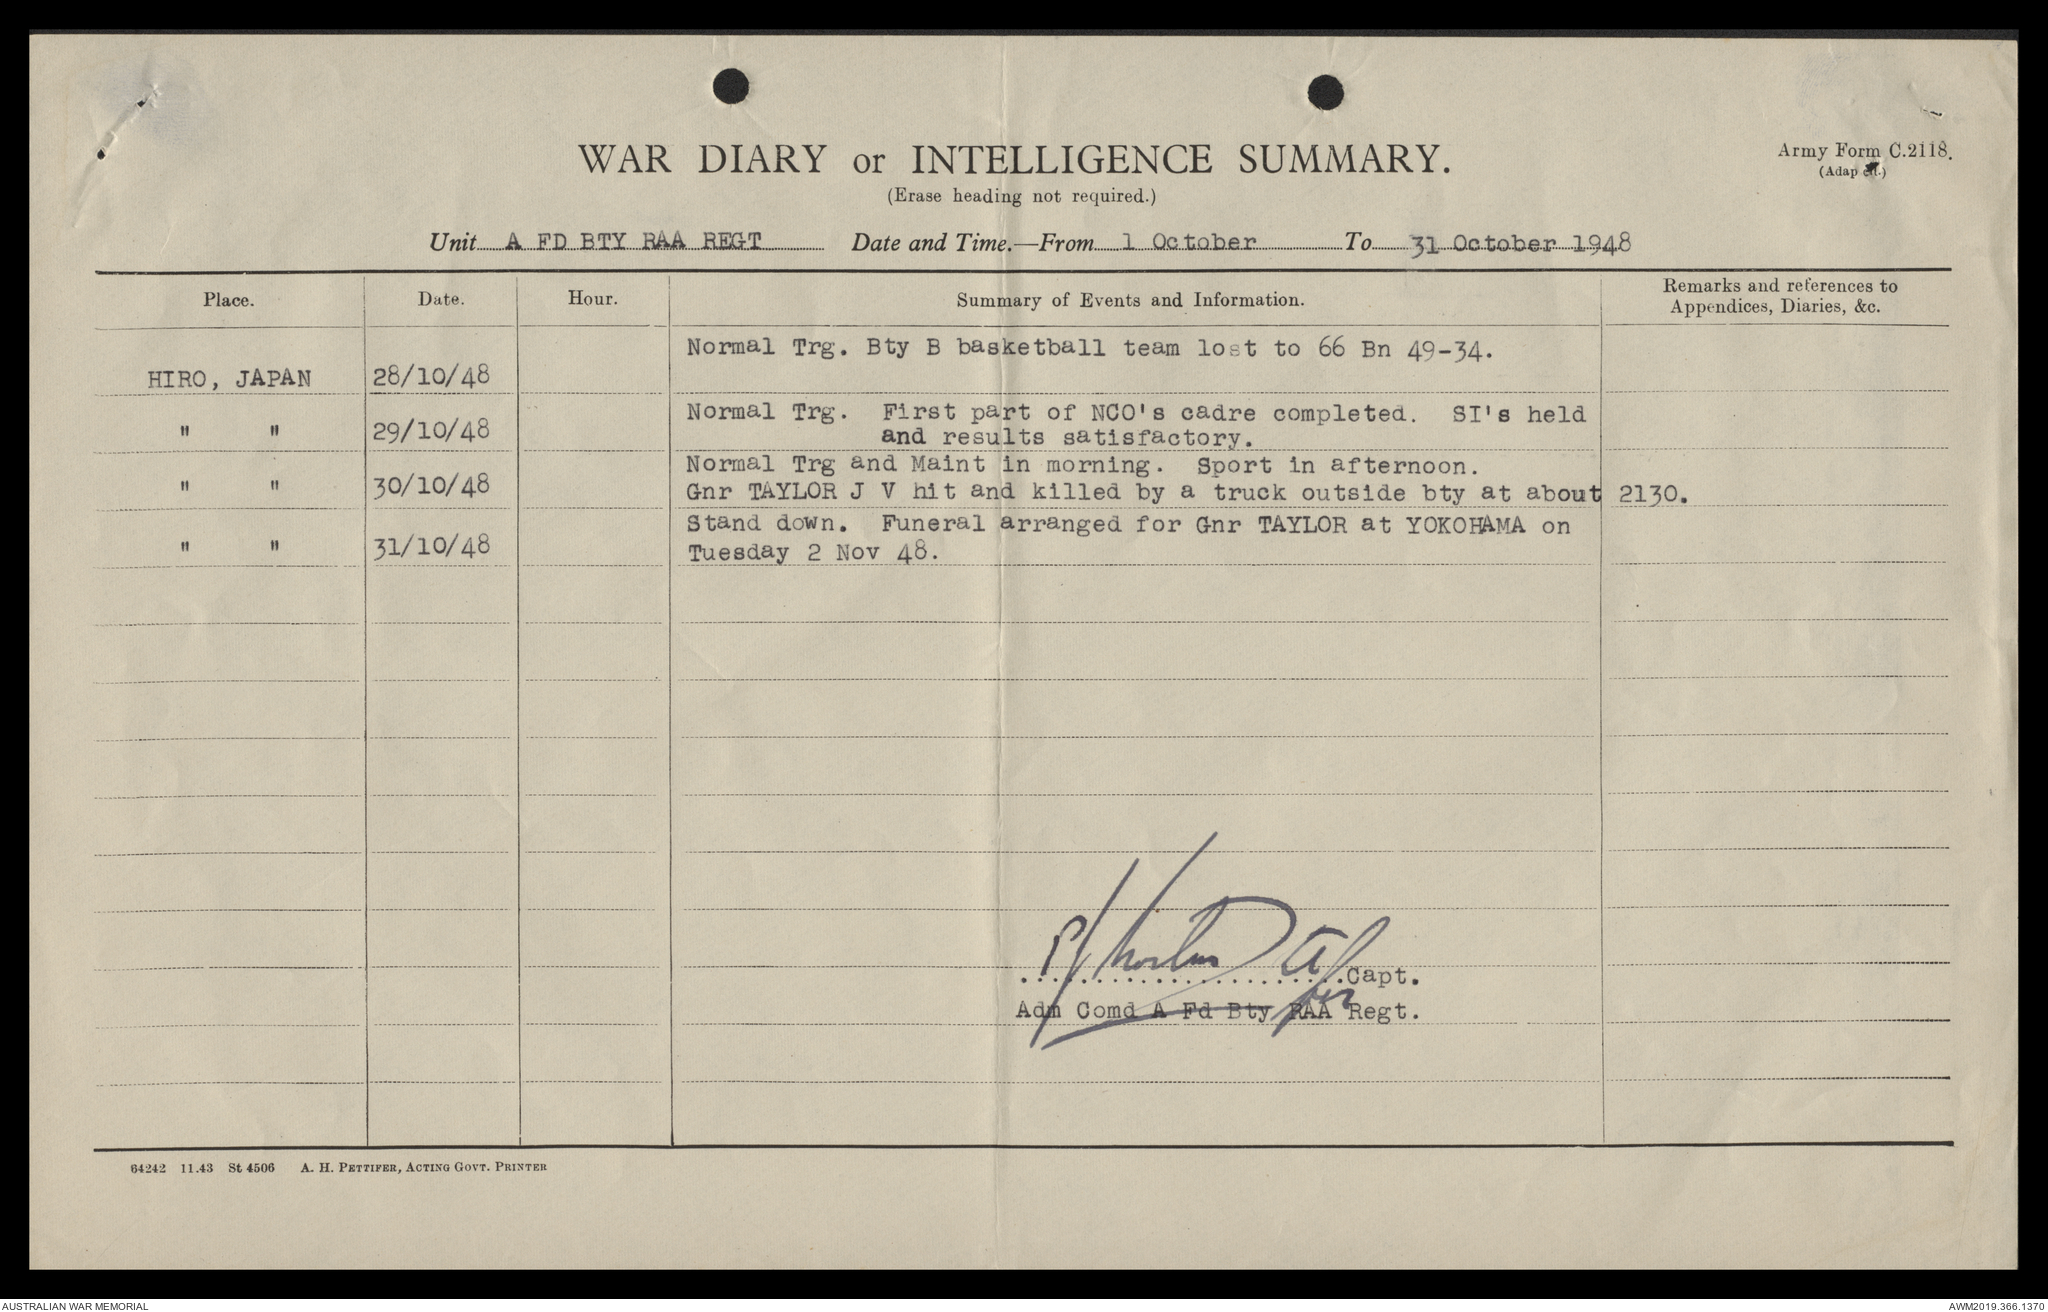 WAR DIARY or INTELLIGENCE SUMMARY.
(Erase heading not required.)
Army Form C.2118.
Unit A FD BTY RAA REGT Date and Time.—From 1 October To 31 October 1948
Place. Date. Hour. Summary of Events and Information. Remarks and references to
Appendices, Diaries, &c.
Normal Trg. Bty B basketball team lost to 66 Bn 49-34.
HIRO, JAPAN 28/10/48
Normal Trg. First part of NCO's cadre completed. SI's held
" " 29/10/48 and results satisfactory.
Normal Trg and Maint in morning. Sport in afternoon.
" " 30/10/48 Gnr TAYLOR J V hit and killed by a truck outside bty at about 2130.
Stand down. Funeral arranged for Gnr TAYLOR at YOKOHAMA on
" " 31/10/48 Tuesday 2 Nov 48.
Capt.
Adm Comd A Fd Bty RAA Regt.
64242 11.43 St 4506 A. H. PETTIFER, ACTING GOVT. PRINTER
AUSTRALIAN WAR MEMORIAL AWM2019.366.1370